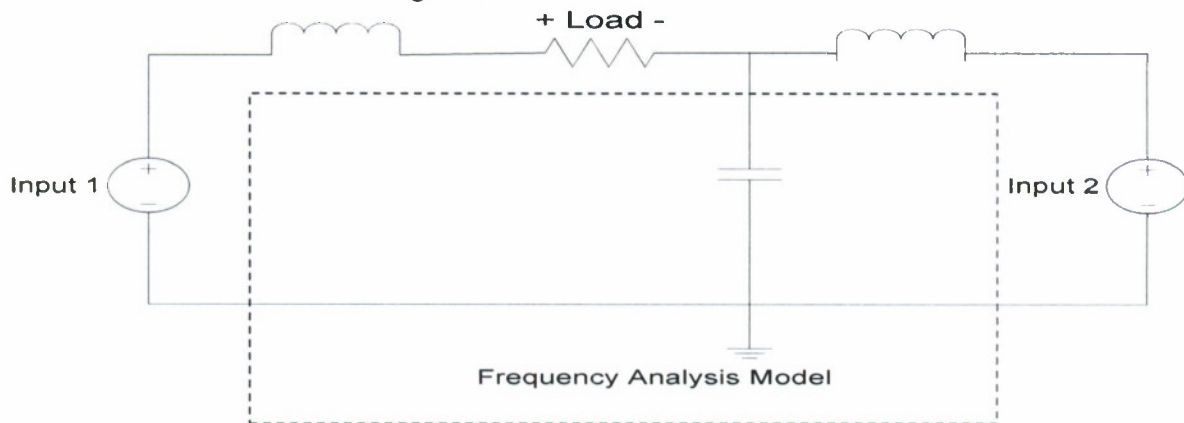 + Load -
Input 1
+
−
Input 2
+
−
Frequency Analysis Model